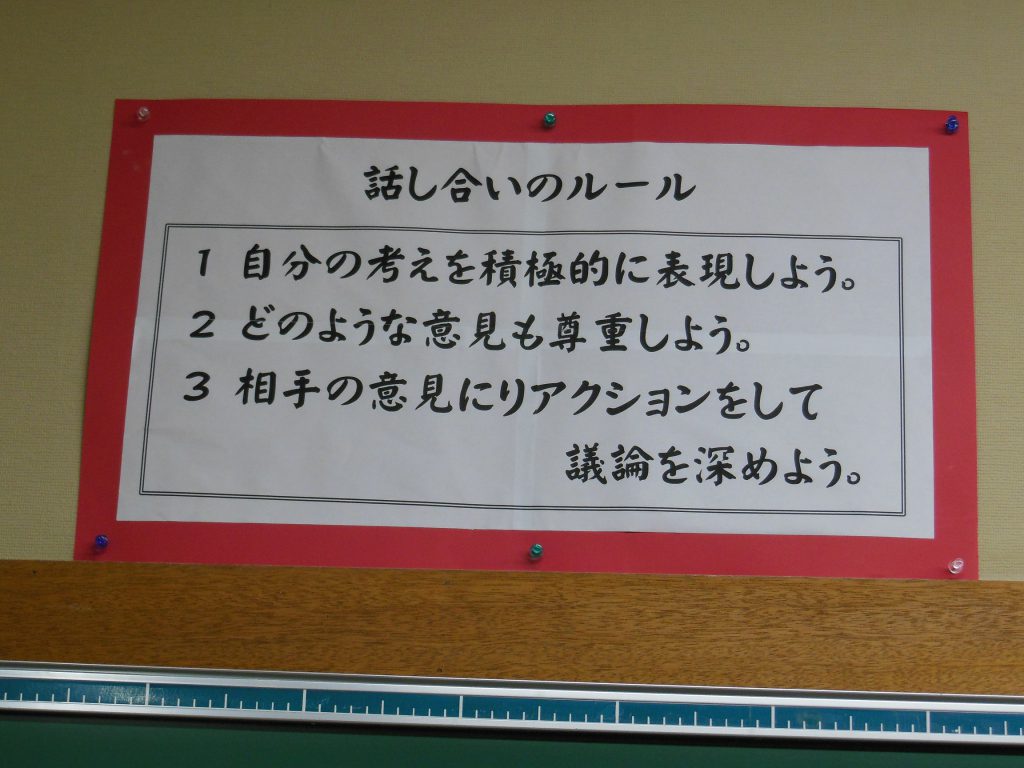 話し合いのルール
1 自分の考えを積極的に表現しよう。
2 どのような意見も尊重しよう。
3 相手の意見にリアクションをして
議論を深めよう。